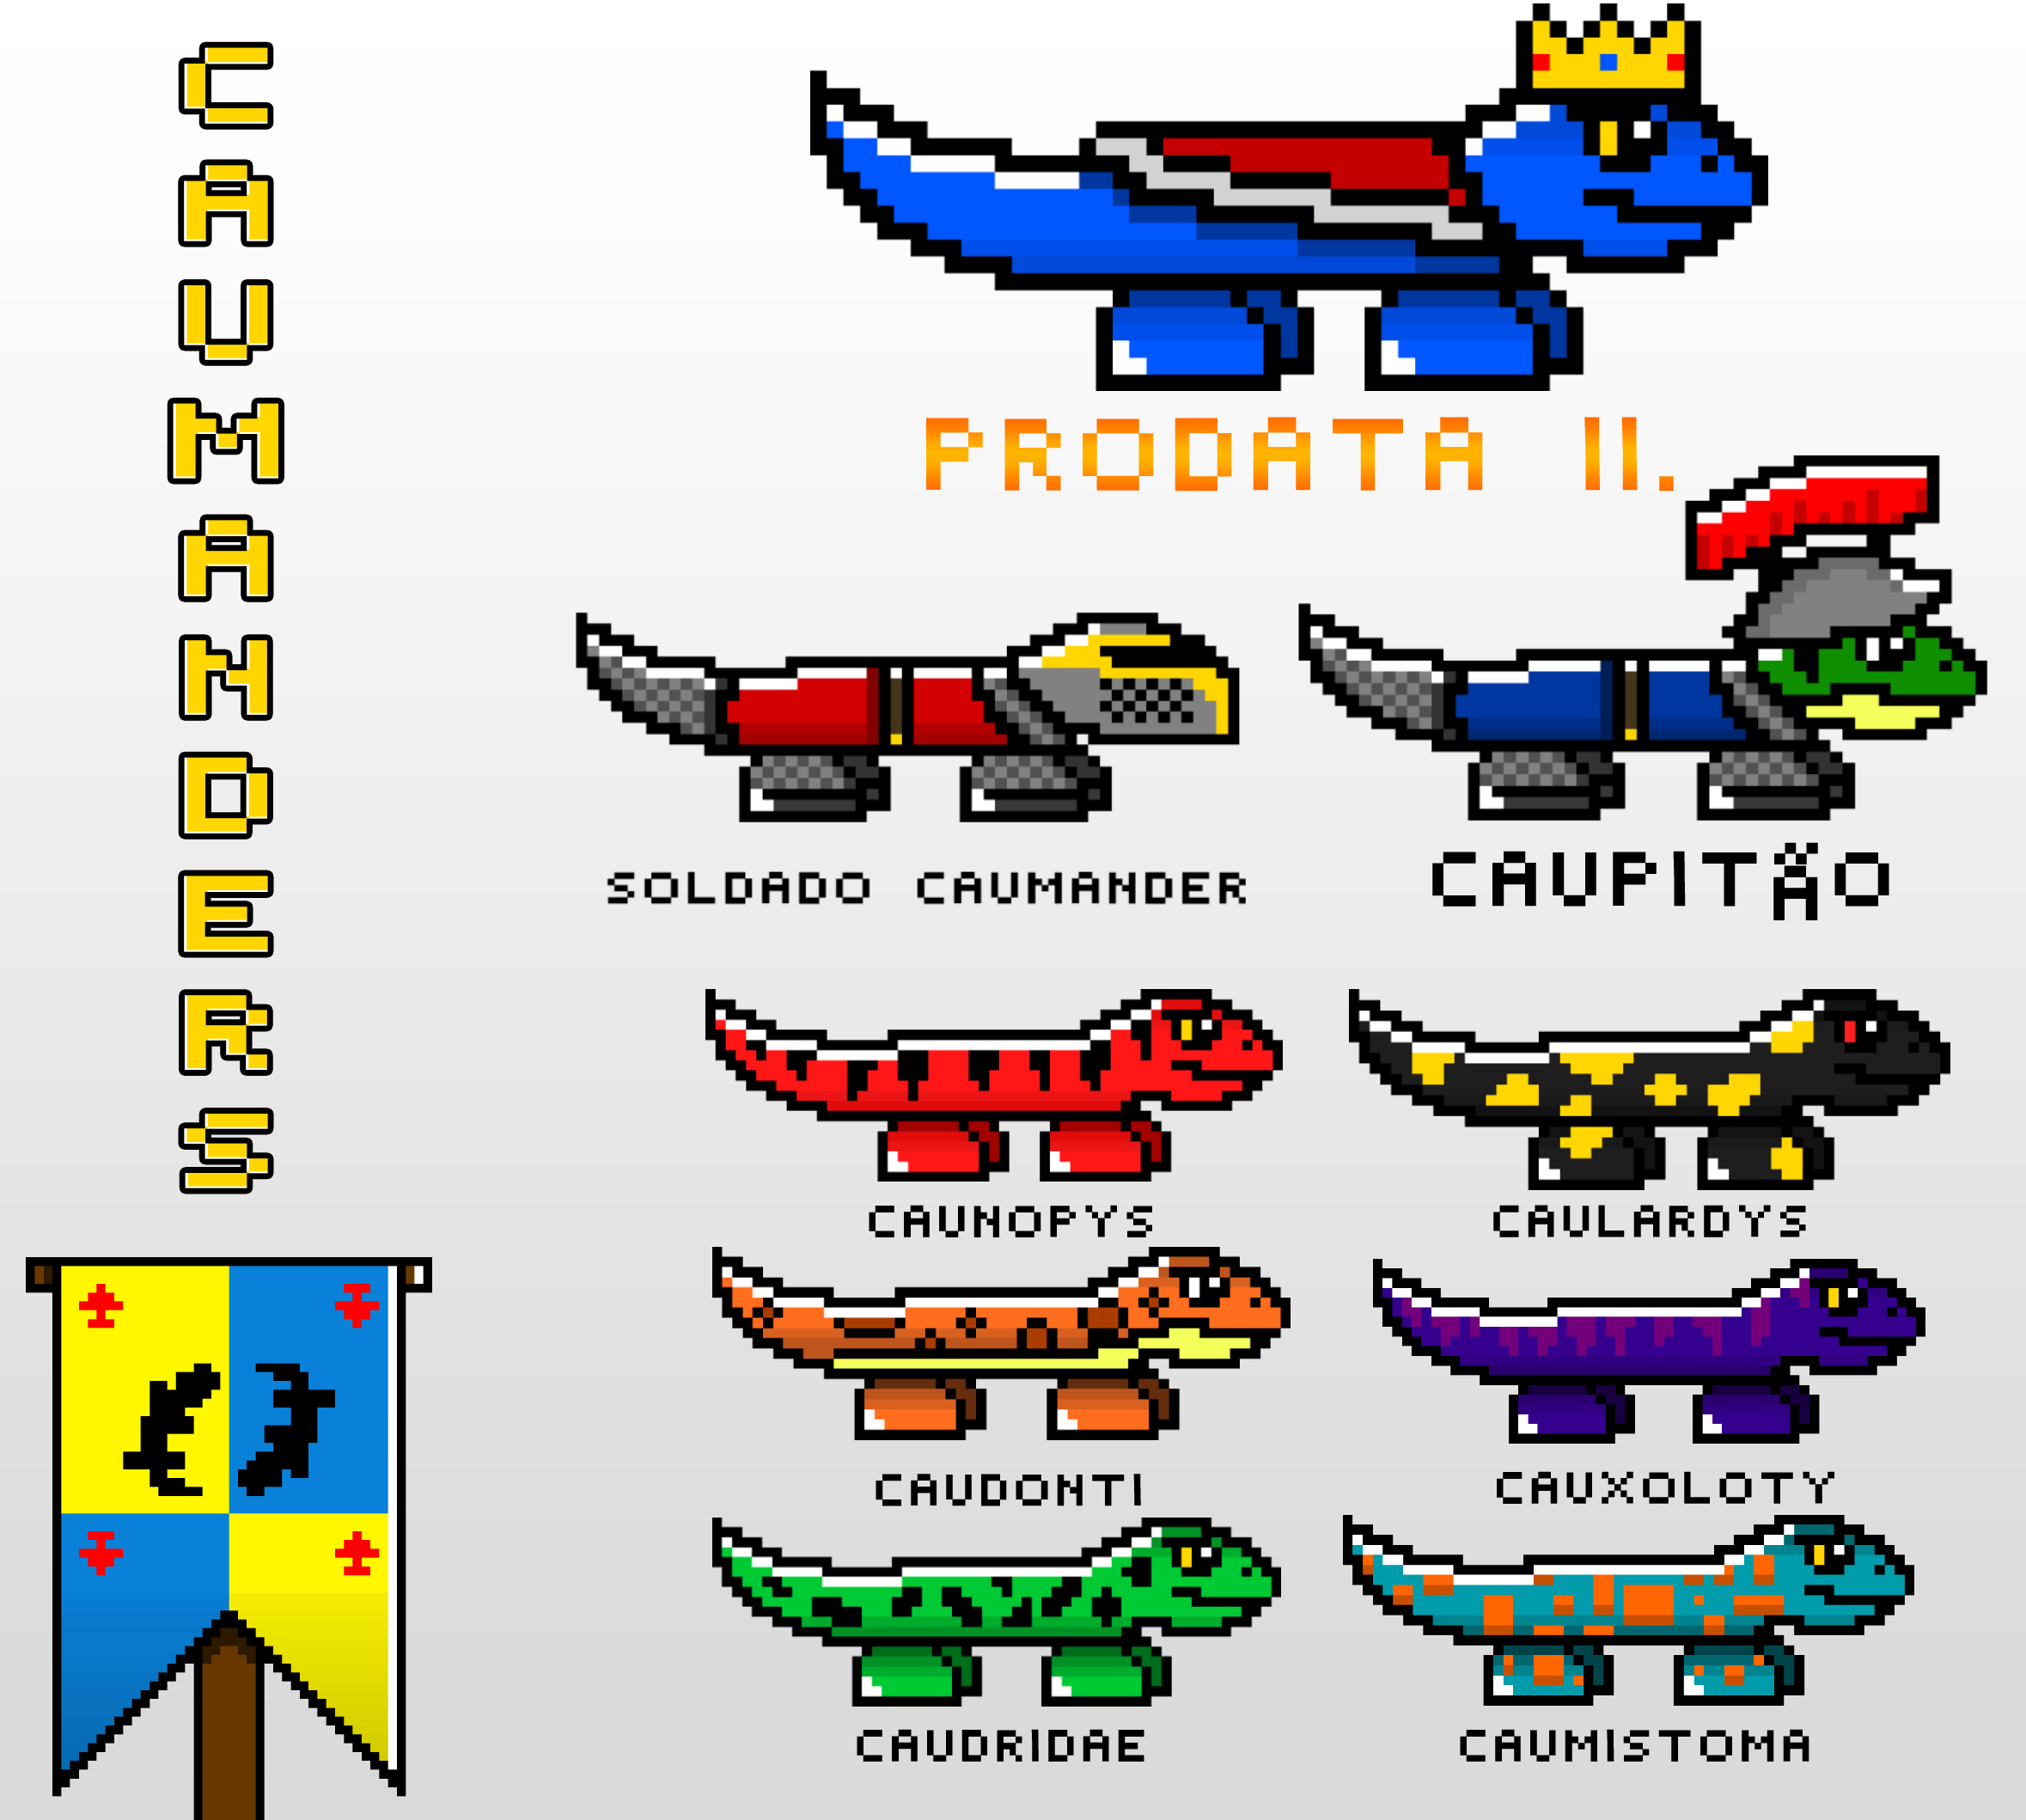 CAUMANDERS
PRODATA II.
SOLDADO CAUMANDER
CAUPITÃO
CAUNOPYS
CAULARDYS
CAUDONTI
CAUXOLOTY
CAUDRIDAE
CAUMISTOMA